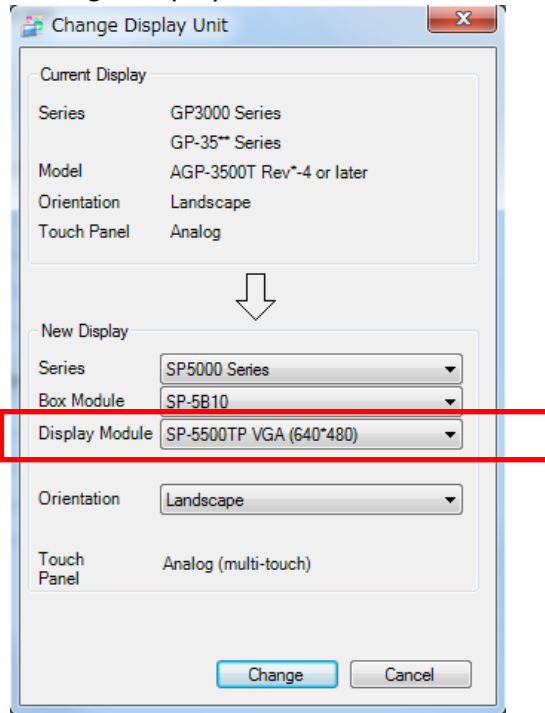 Change Display Unit
Current Display
Series GP3000 Series
GP-35** Series
Model AGP-3500T Rev*-4 or later
Orientation Landscape
Touch Panel Analog
New Display
Series SP5000 Series
Box Module SP-5B10
Display Module SP-5500TP VGA (640*480)
Orientation Landscape
Touch Panel Analog (multi-touch)
Change Cancel